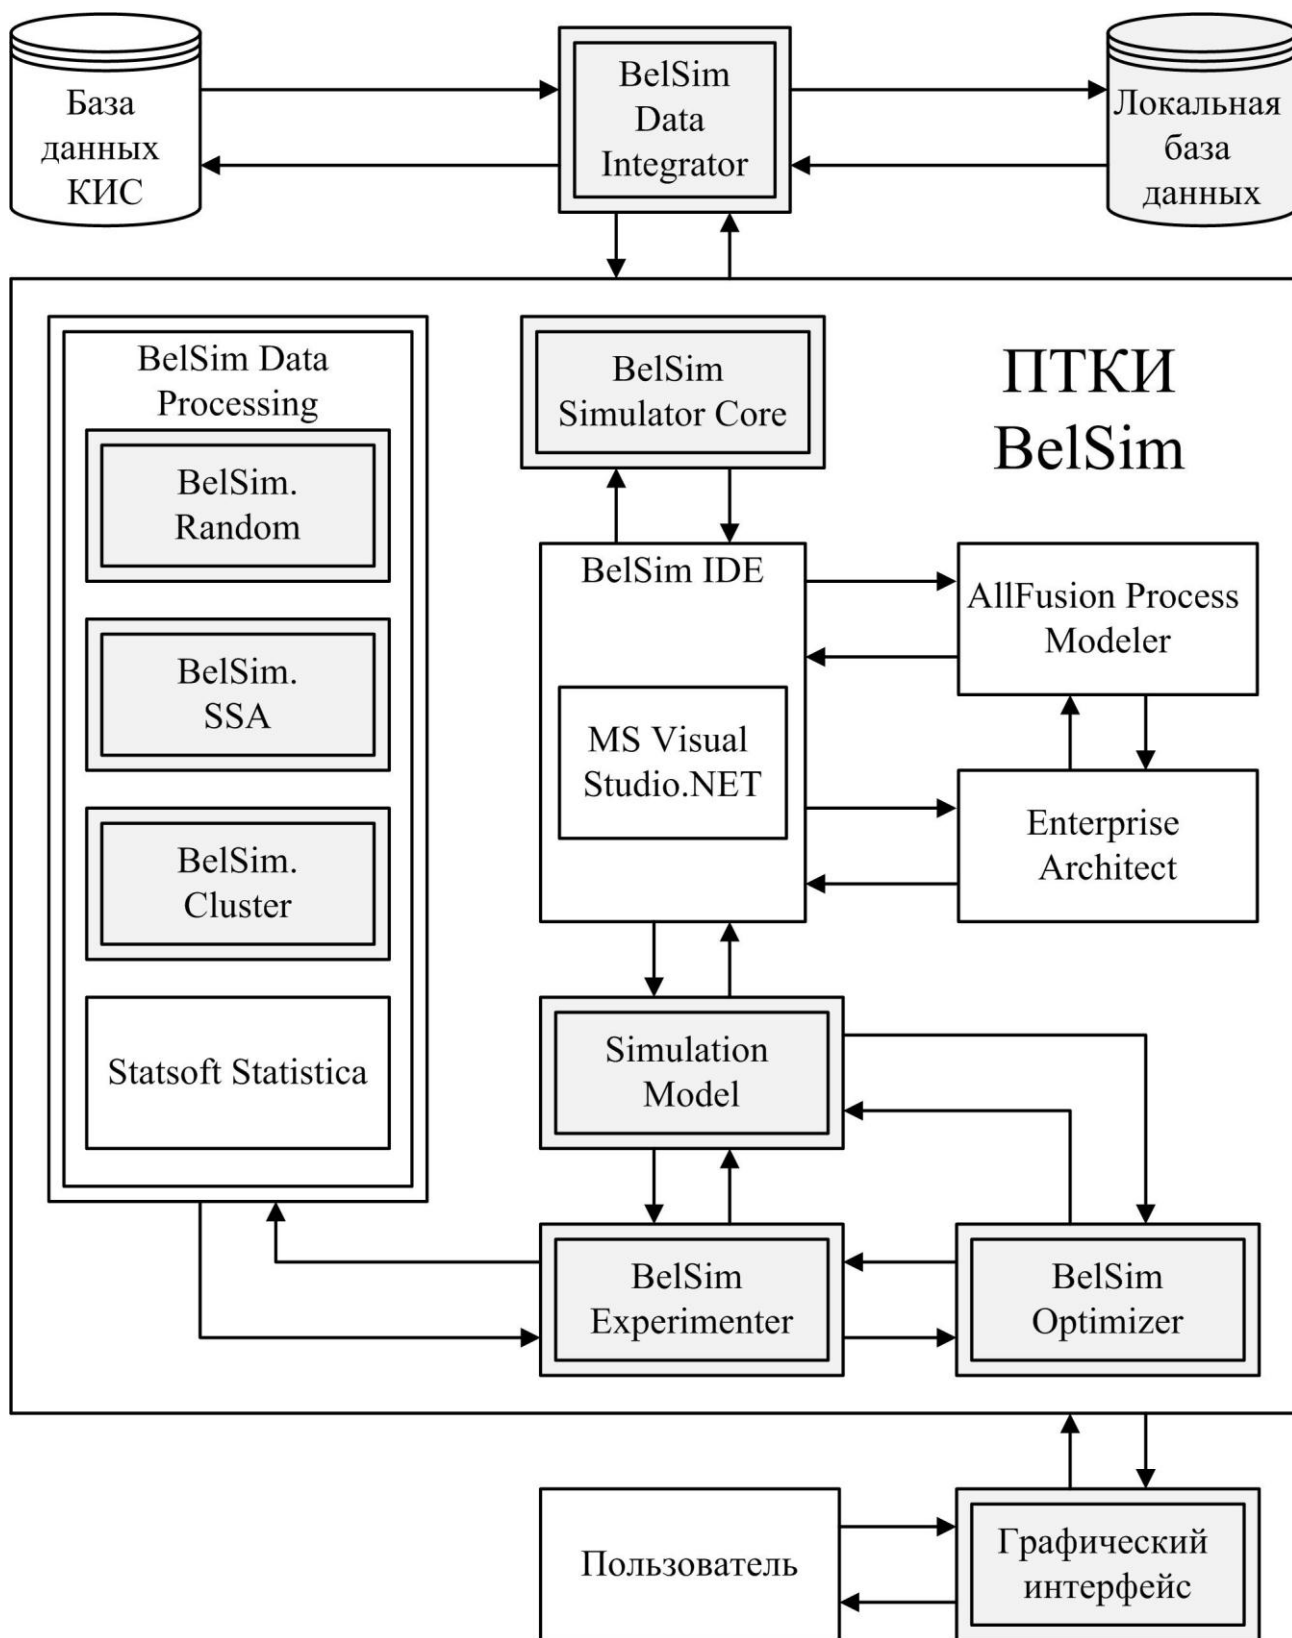 База
данных
КИС
BelSim
Data
Integrator
Локальная
база
данных
BelSim Data
Processing
BelSim.
Random
BelSim.
SSA
BelSim.
Cluster
Statsoft Statistica
BelSim
Simulator Core
ПТКИ
BelSim
BelSim IDE
MS Visual
Studio.NET
AllFusion Process
Modeler
Enterprise
Architect
Simulation
Model
BelSim
Experimenter
BelSim
Optimizer
Пользователь
Графический
интерфейс